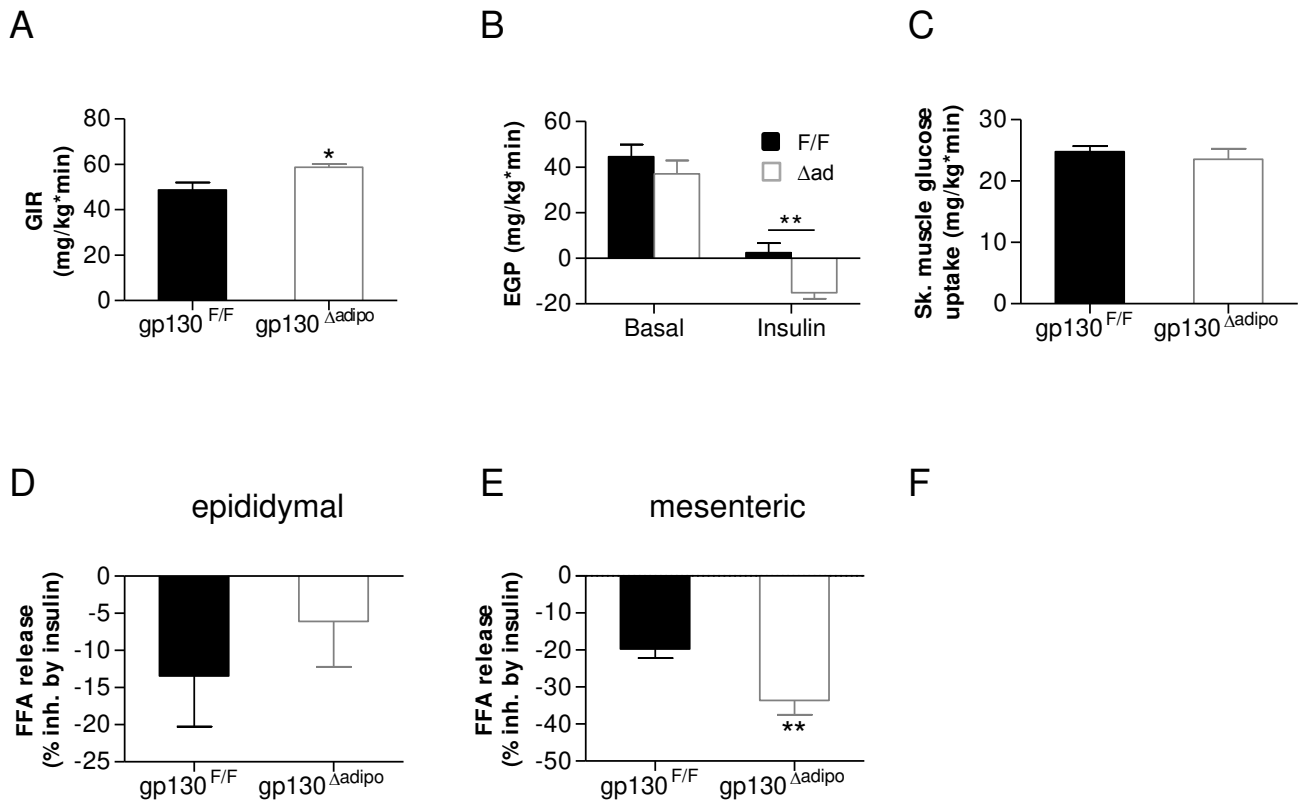 A
GIR
(mg/kg*min)
80
60
40
20
0
*
gp130 F/F
gp130 Δadipo
B
EGP (mg/kg*min)
60
40
20
0
-20
F/F
Δad
**
Basal
Insulin
C
Sk. muscle glucose
uptake (mg/kg*min)
30
20
10
0
gp130 F/F
gp130 Δadipo
D
epididymal
FFA release
(% inh. by insulin)
0
-5
-10
-15
-20
-25
gp130 F/F
gp130 Δadipo
E
mesenteric
FFA release
(% inh. by insulin)
0
-10
-20
-30
-40
-50
**
gp130 F/F
gp130 Δadipo
F